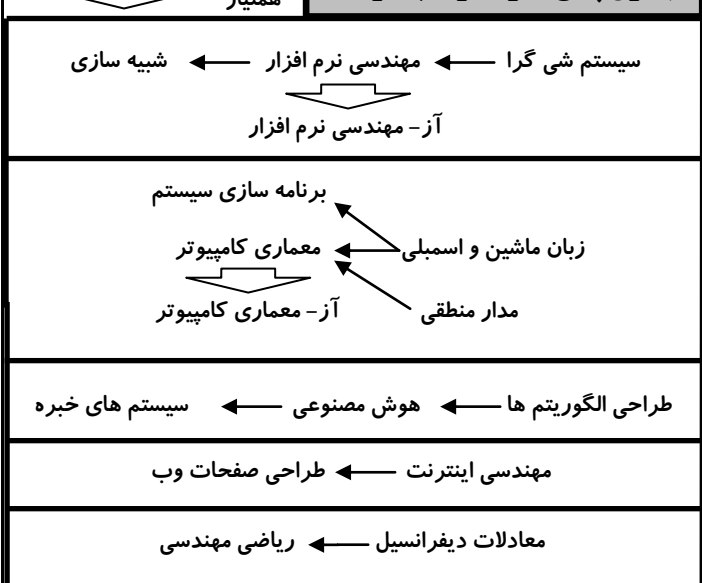 همنیاز
سیستم شی گرا مهندسی نرم افزار شبیه سازی
آز- مهندسی نرم افزار
برنامه سازی سیستم
زبان ماشین و اسمبلی معماری کامپیوتر
مدار منطقی آز- معماری کامپیوتر
طراحی الگوریتم ها هوش مصنوعی سیستم های خبره
مهندسی اینترنت طراحی صفحات وب
معادلات دیفرانسیل ریاضی مهندسی